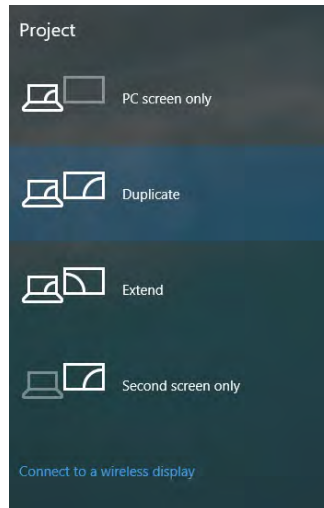 Project
PC screen only
Duplicate
Extend
Second screen only
Connect to a wireless display